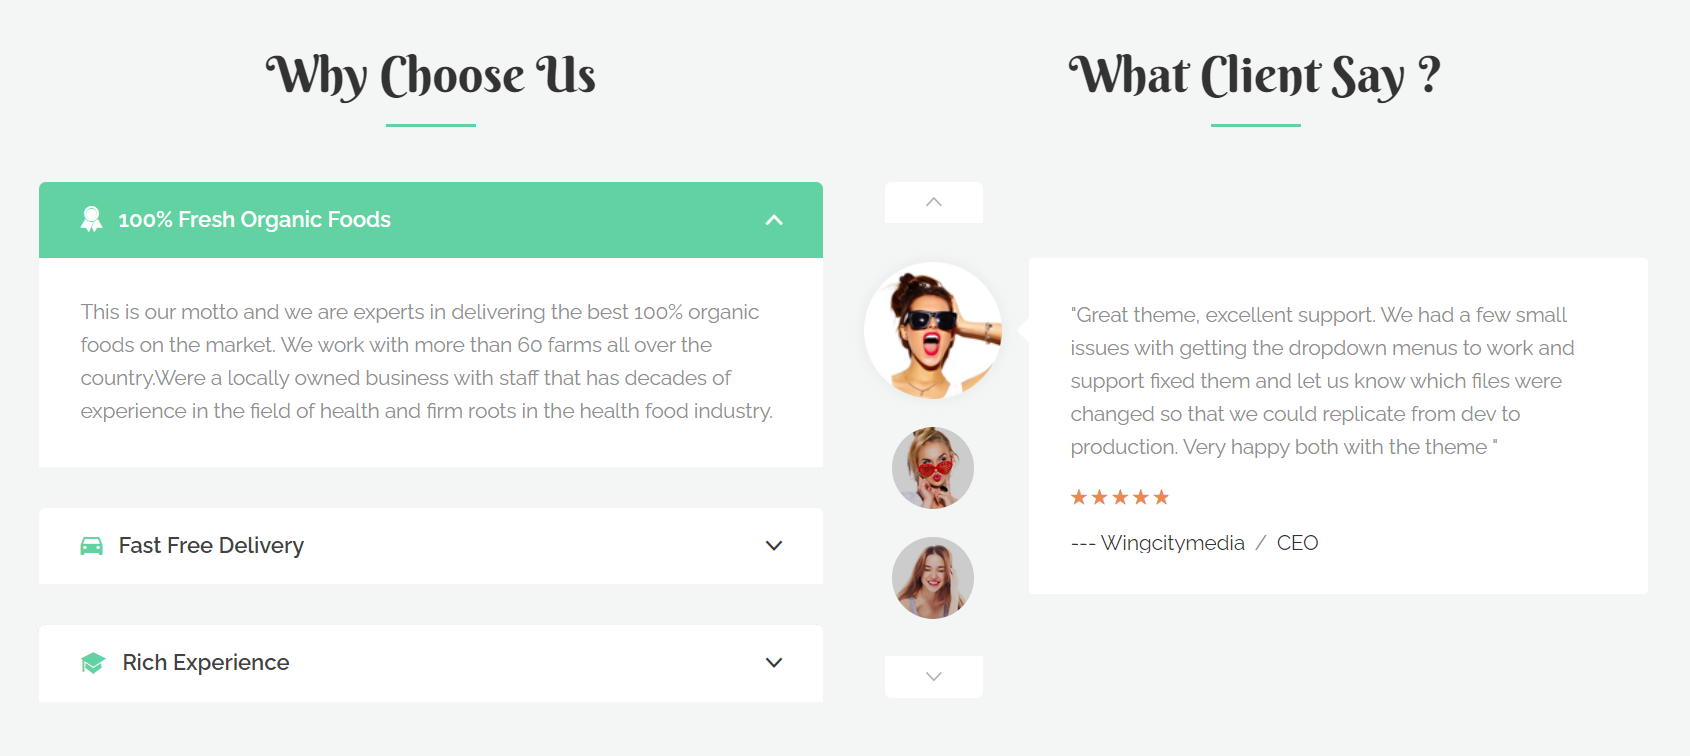 Why Choose Us
100% Fresh Organic Foods
This is our motto and we are experts in delivering the best 100% organic
foods on the market. We work with more than 60 farms all over the
country.Were a locally owned business with staff that has decades of
experience in the field of health and firm roots in the health food industry.
Fast Free Delivery
Rich Experience
What Client Say ?
"Great theme, excellent support. We had a few small
issues with getting the dropdown menus to work and
support fixed them and let us know which files were
changed so that we could replicate from dev to
production. Very happy both with the theme "
--- Wingcitymedia / CEO